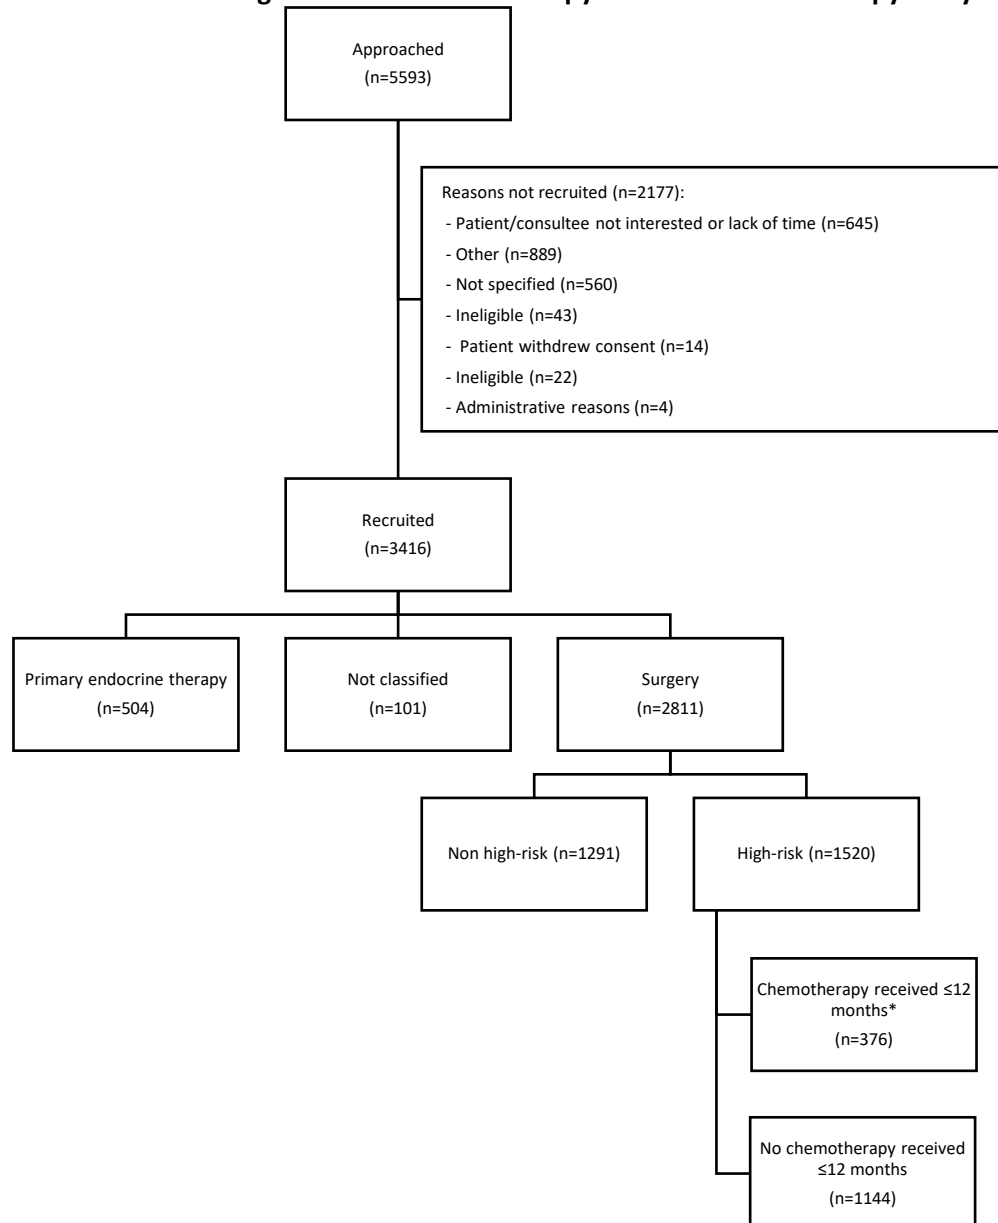 Approached
(n=5593)
Reasons not recruited (n=2177):
- Patient/consultee not interested or lack of time (n=645)
- Other (n=889)
- Not specified (n=560)
- Ineligible (n=43)
- Patient withdrew consent (n=14)
- Ineligible (n=22)
- Administrative reasons (n=4)
Recruited
(n=3416)
Primary endocrine therapy
(n=504)
Not classified
(n=101)
Surgery
(n=2811)
Non high-risk (n=1291)
High-risk (n=1520)
Chemotherapy received ≤12
months*
(n=376)
No chemotherapy received
≤12 months
(n=1144)